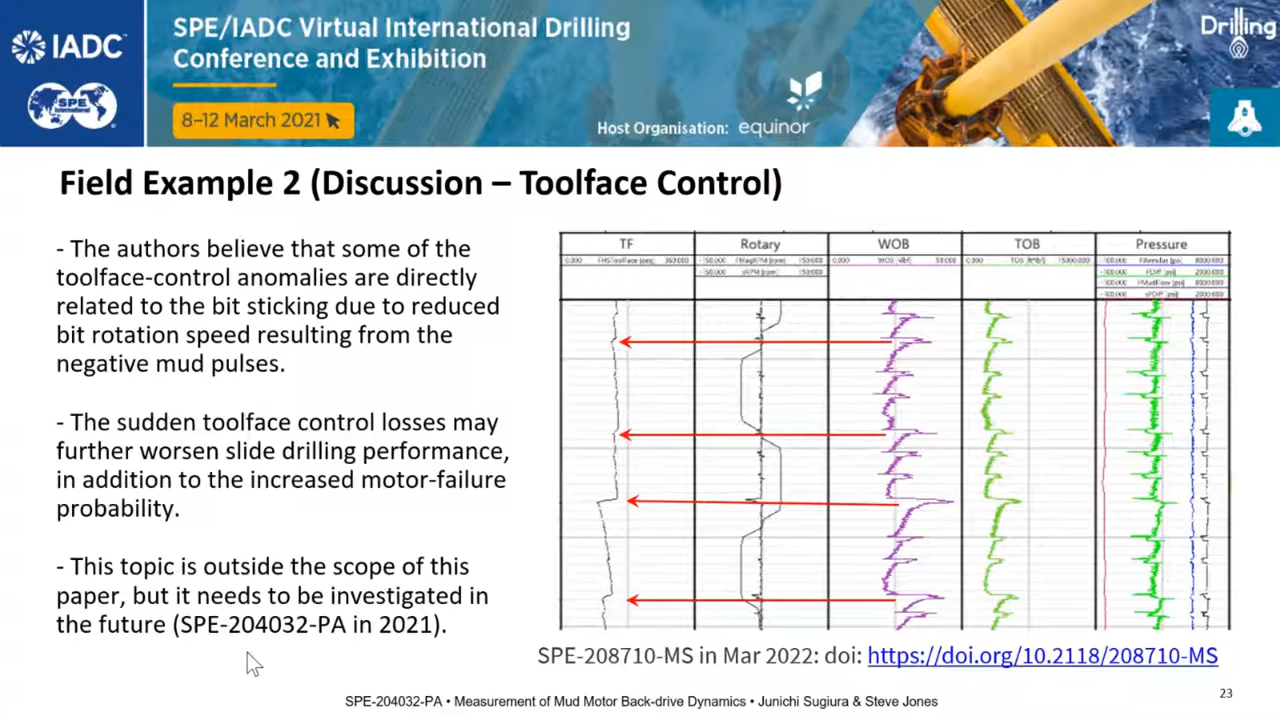 IADC
SPE
International
SPE/IADC Virtual International Drilling
Conference and Exhibition
8–12 March 2021
Host Organisation: equinor
Drilling
Field Example 2 (Discussion – Toolface Control)
- The authors believe that some of the
toolface-control anomalies are directly
related to the bit sticking due to reduced
bit rotation speed resulting from the
negative mud pulses.
- The sudden toolface control losses may
further worsen slide drilling performance,
in addition to the increased motor-failure
probability.
- This topic is outside the scope of this
paper, but it needs to be investigated in
the future (SPE-204032-PA in 2021).
TF Rotary WOB TOB Pressure
SPE-208710-MS in Mar 2022: doi: https://doi.org/10.2118/208710-MS
SPE-204032-PA • Measurement of Mud Motor Back-drive Dynamics • Junichi Sugiura & Steve Jones
23